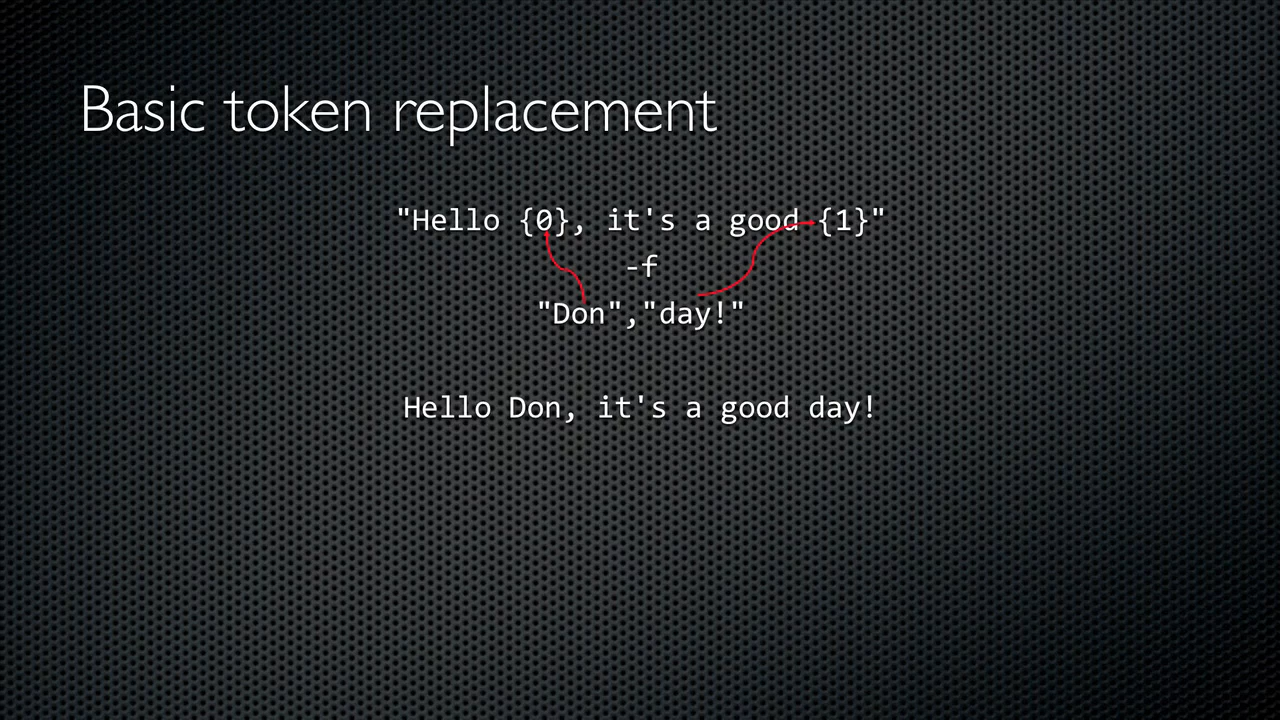 Basic token replacement
"Hello {0}, it's a good {1}"
-f
"Don","day!"
Hello Don, it's a good day!